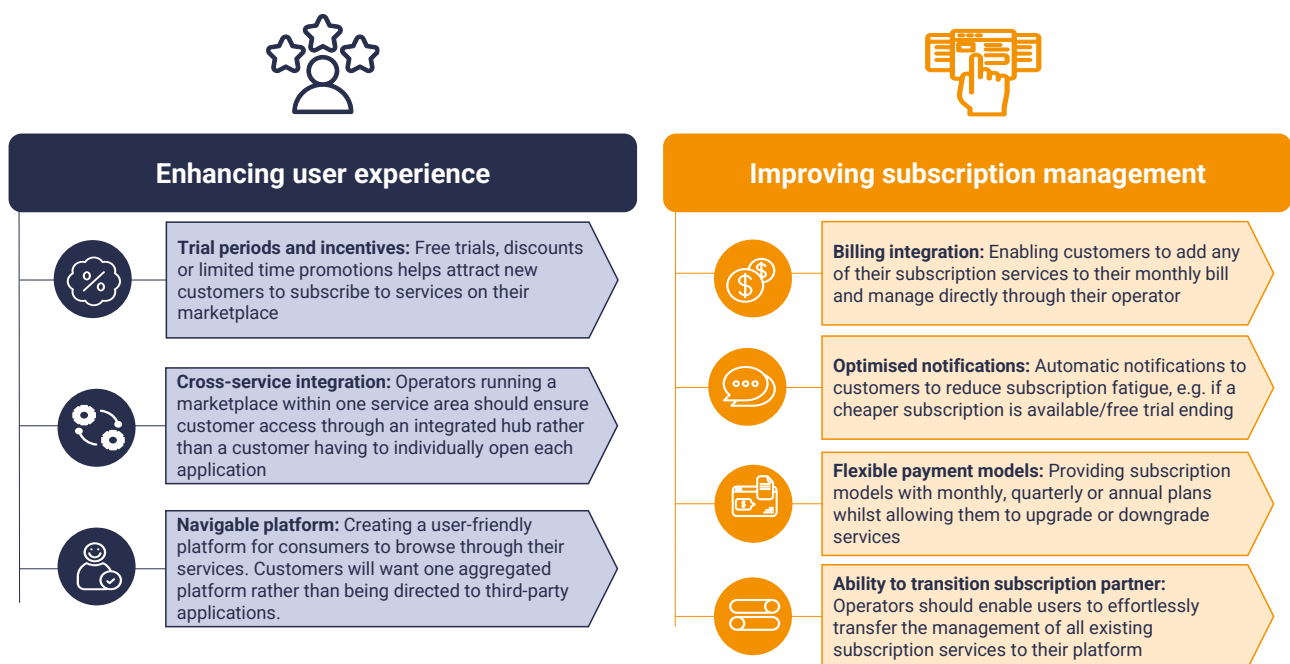 Enhancing user experience
Trial periods and incentives: Free trials, discounts
or limited time promotions helps attract new
customers to subscribe to services on their
marketplace
Cross-service integration: Operators running a
marketplace within one service area should ensure
customer access through an integrated hub rather
than a customer having to individually open each
application
Navigable platform: Creating a user-friendly
platform for consumers to browse through their
services. Customers will want one aggregated
platform rather than being directed to third-party
applications.
Improving subscription management
Billing integration: Enabling customers to add any
of their subscription services to their monthly bill
and manage directly through their operator
Optimised notifications: Automatic notifications to
customers to reduce subscription fatigue, e.g. if a
cheaper subscription is available/free trial ending
Flexible payment models: Providing subscription
models with monthly, quarterly or annual plans
whilst allowing them to upgrade or downgrade
services
Ability to transition subscription partner:
Operators should enable users to effortlessly
transfer the management of all existing
subscription services to their platform